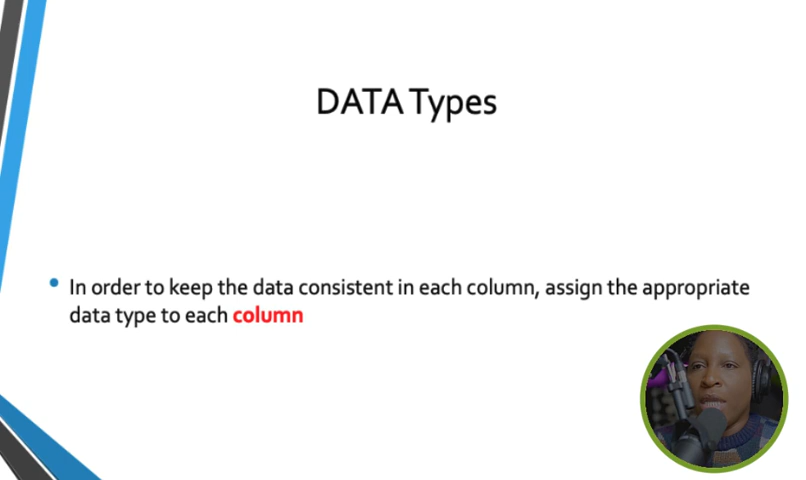 DATA Types
In order to keep the data consistent in each column, assign the appropriate
data type to each column